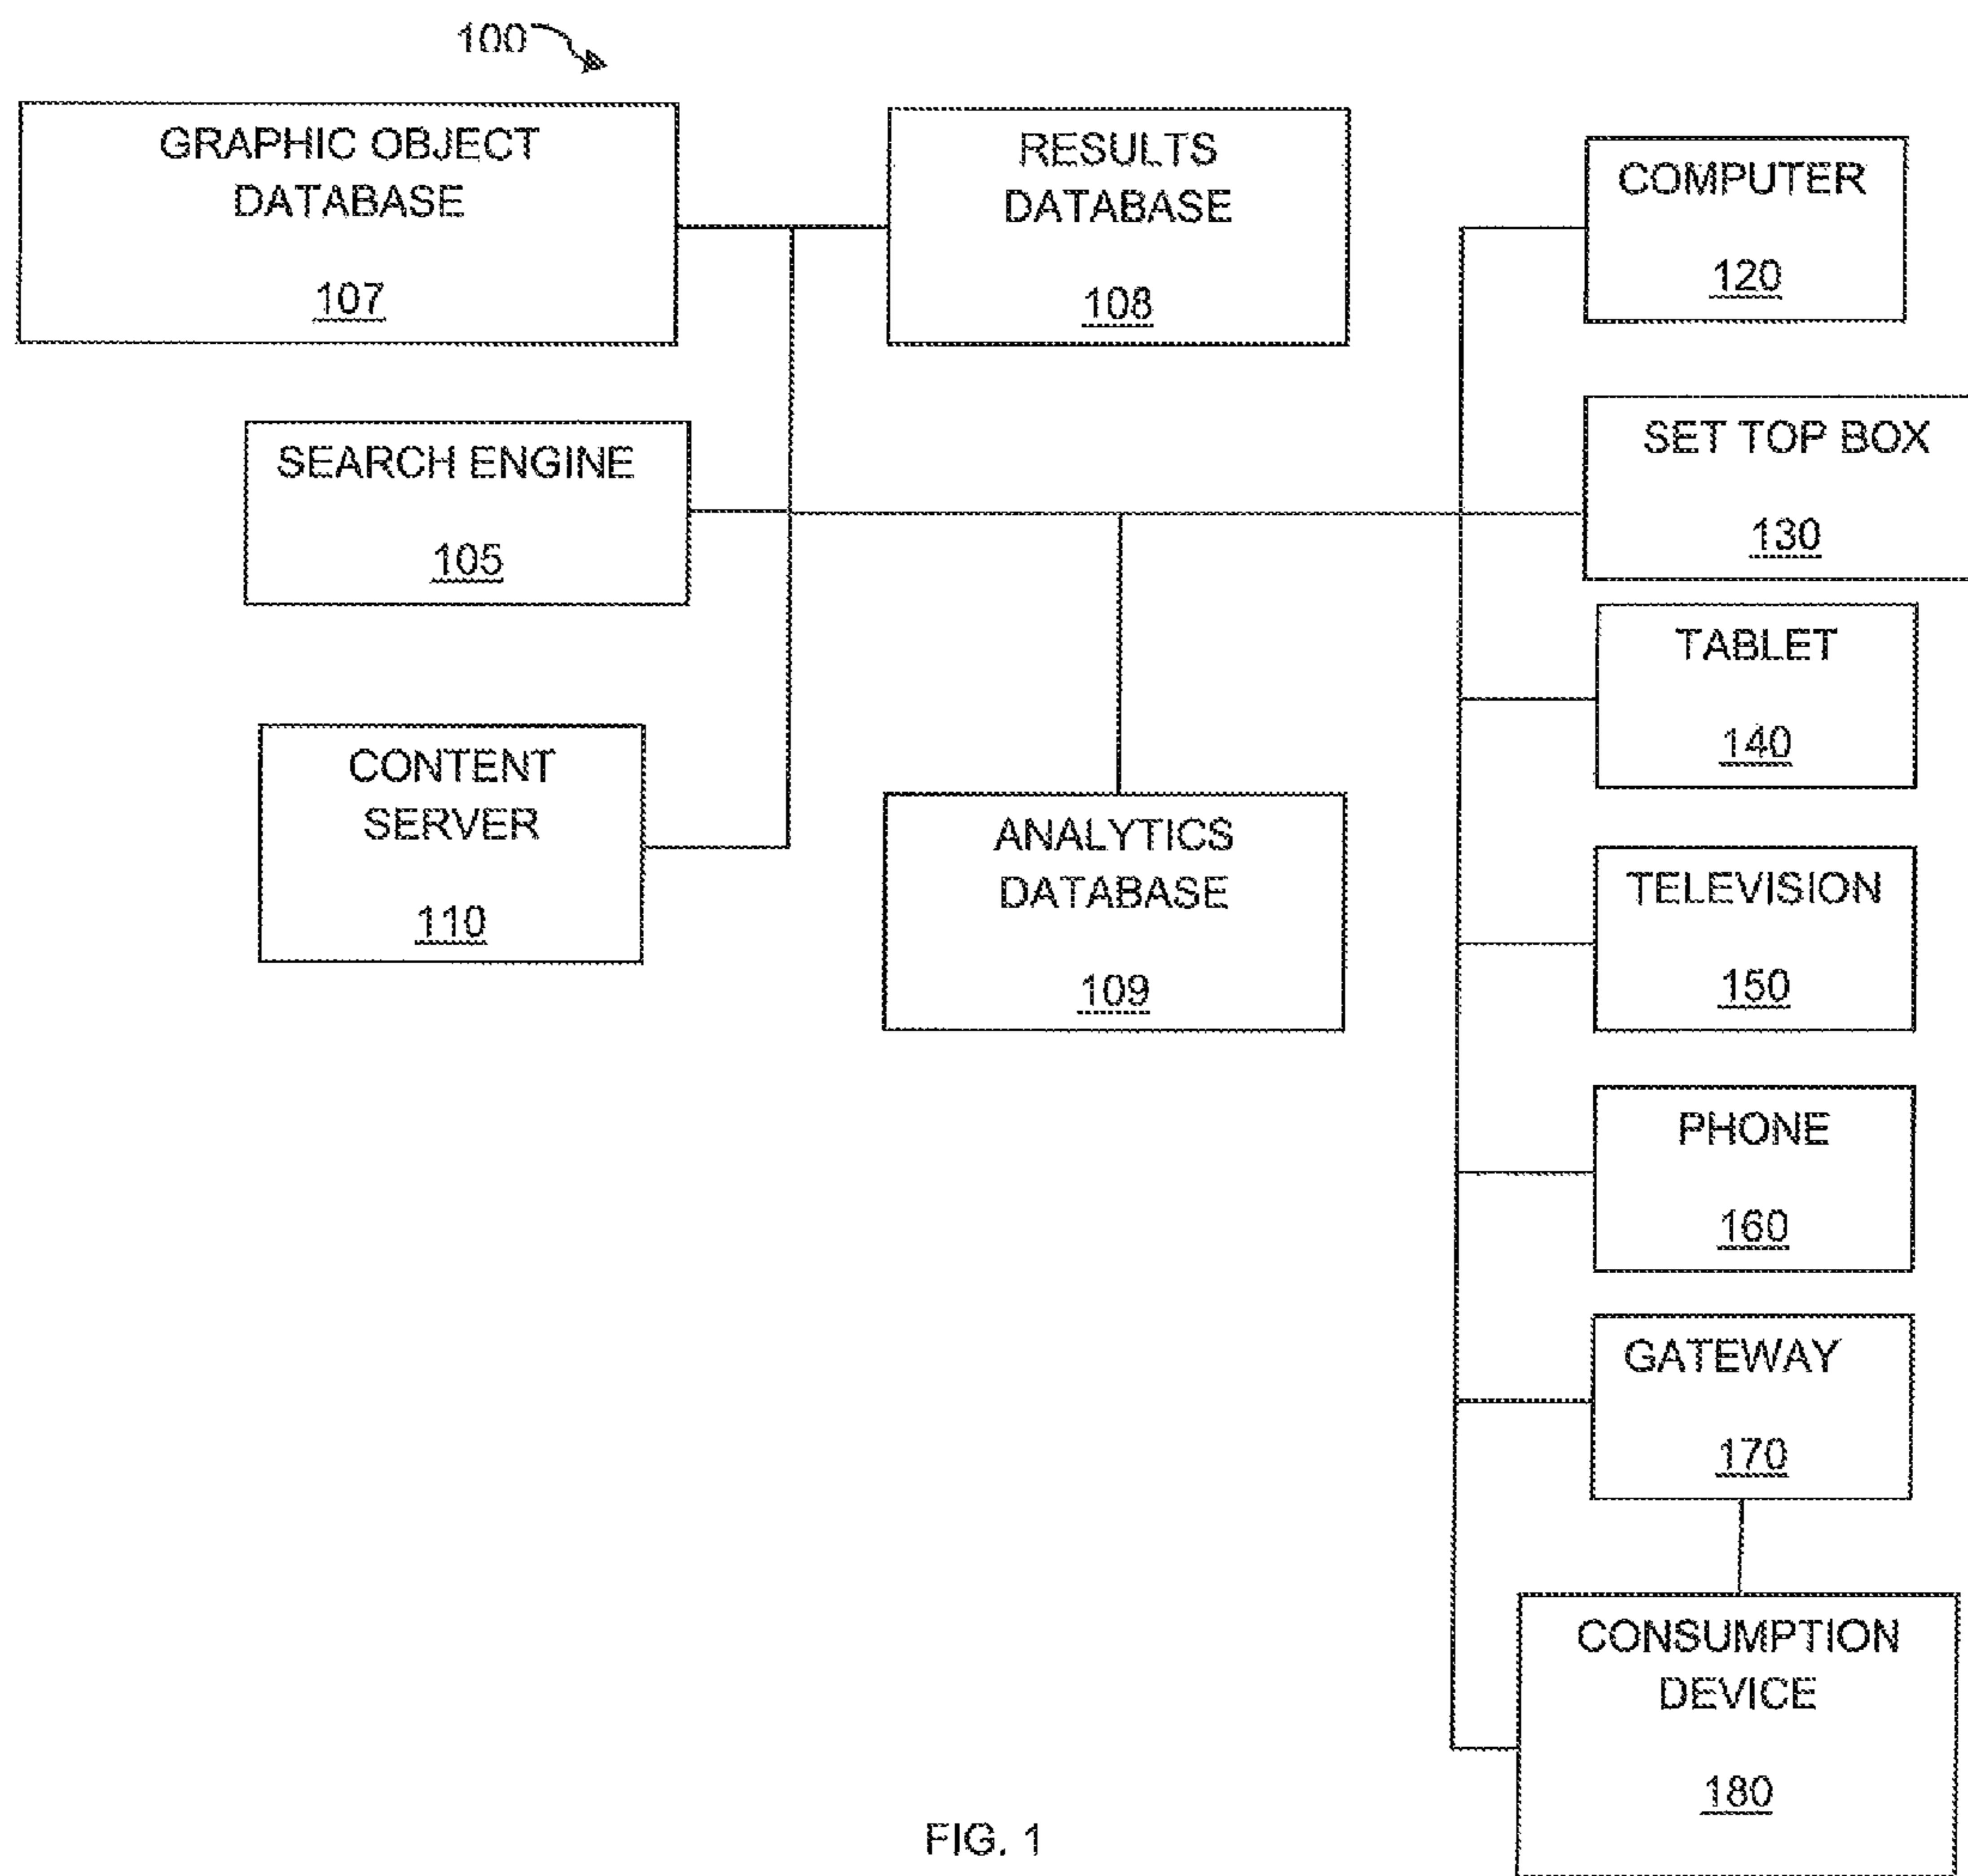 100
GRAPHIC OBJECT
DATABASE
107
RESULTS
DATABASE
108
COMPUTER
120
SEARCH ENGINE
105
SET TOP BOX
130
TABLET
140
CONTENT
SERVER
110
ANALYTICS
DATABASE
109
TELEVISION
150
PHONE
160
GATEWAY
170
CONSUMPTION
DEVICE
180
FIG. 1